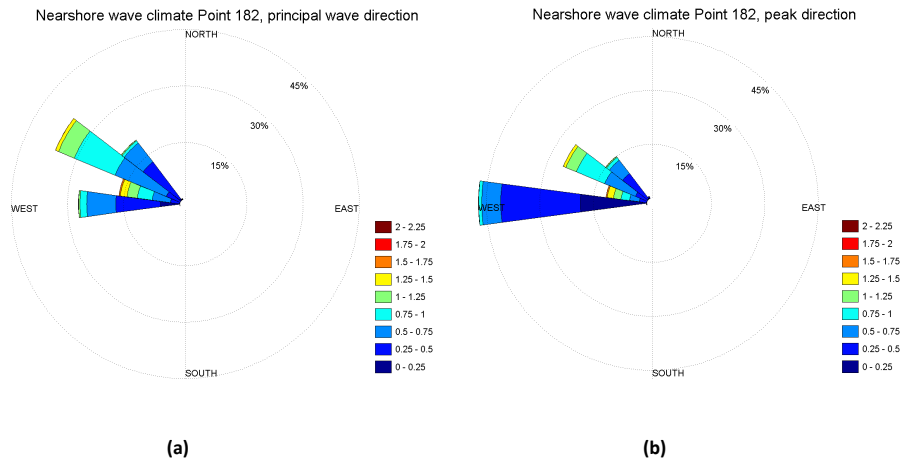 Nearshore wave climate Point 182, principal wave direction
NORTH
45%
30%
15%
WEST
EAST
SOUTH
2 - 2.25
1.75 - 2
1.5 - 1.75
1.25 - 1.5
1 - 1.25
0.75 - 1
0.5 - 0.75
0.25 - 0.5
0 - 0.25
(a)
Nearshore wave climate Point 182, peak direction
NORTH
45%
30%
15%
WEST
EAST
SOUTH
2 - 2.25
1.75 - 2
1.5 - 1.75
1.25 - 1.5
1 - 1.25
0.75 - 1
0.5 - 0.75
0.25 - 0.5
0 - 0.25
(b)